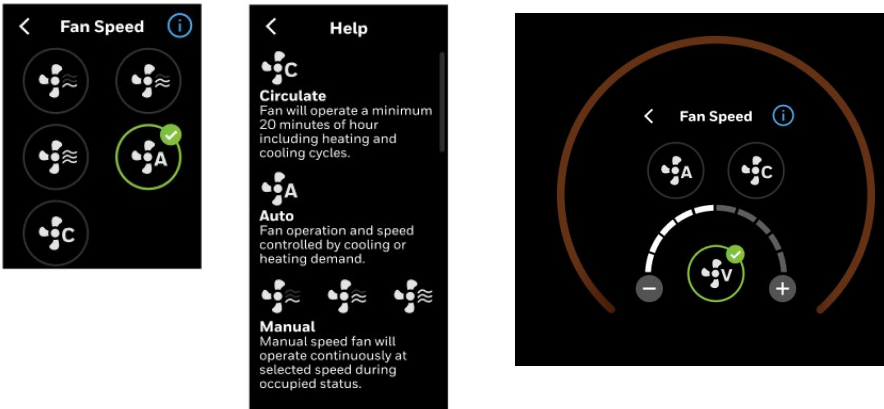 Fan Speed
A
C
Help
C
Circulate
Fan will operate a minimum
20 minutes of hour
including heating and
cooling cycles.
A
Auto
Fan operation and speed
controlled by cooling or
heating demand.
Manual
Manual speed fan will
operate continuously at
selected speed during
occupied status.
Fan Speed
A C
V